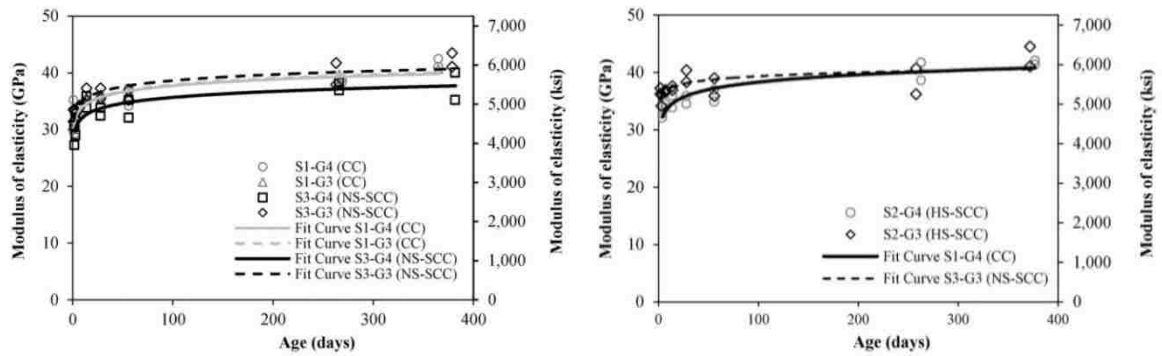 50
40
30
20
10
0
Modulus of elasticity (GPa)
7,000
6,000
5,000
4,000
3,000
2,000
1,000
0
Modulus of elasticity (ksi)
S1-G4 (CC)
S1-G3 (CC)
S3-G4 (NS-SCC)
S3-G3 (NS-SCC)
Fit Curve S1-G4 (CC)
Fit Curve S1-G3 (CC)
Fit Curve S3-G4 (NS-SCC)
Fit Curve S3-G3 (NS-SCC)
0 100 200 300 400
Age (days)
50
40
30
20
10
0
Modulus of elasticity (GPa)
7,000
6,000
5,000
4,000
3,000
2,000
1,000
0
Modulus of elasticity (ksi)
S2-G4 (HS-SCC)
S2-G3 (HS-SCC)
Fit Curve S1-G4 (CC)
Fit Curve S3-G3 (NS-SCC)
0 100 200 300 400
Age (days)